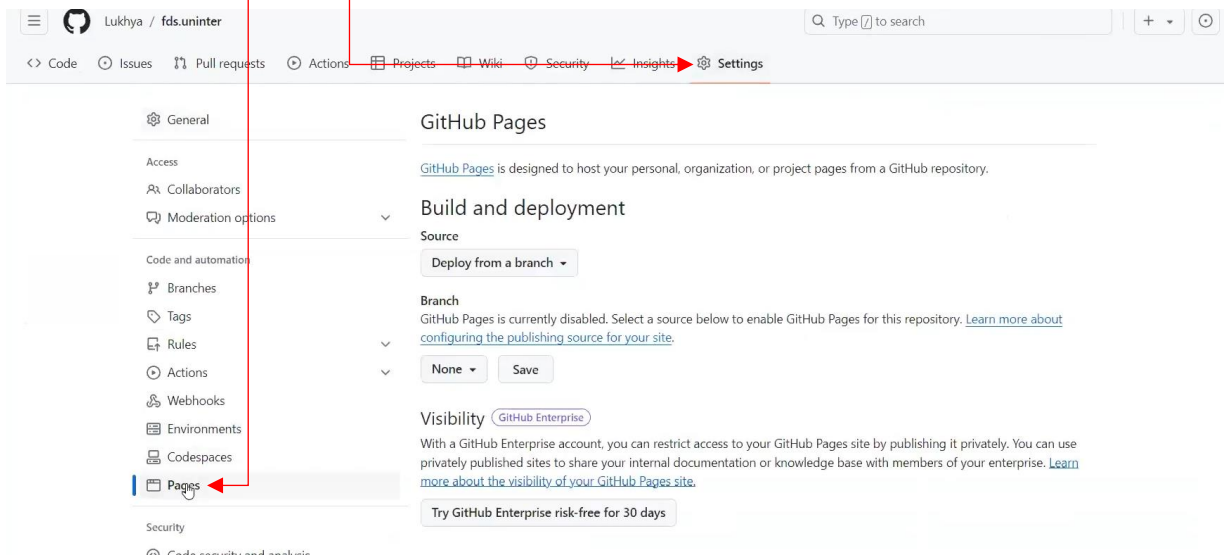 Lukhya / fds.uninter
Type / to search
Code Issues Pull requests Actions Projects Wiki Security Insights Settings
General
Access
Collaborators
Moderation options
Code and automation
Branches
Tags
Rules
Actions
Webhooks
Environments
Codespaces
Pages
Security
Code security and analysis
GitHub Pages
GitHub Pages is designed to host your personal, organization, or project pages from a GitHub repository.
Build and deployment
Source
Deploy from a branch
Branch
GitHub Pages is currently disabled. Select a source below to enable GitHub Pages for this repository. Learn more about
configuring the publishing source for your site.
None Save
Visibility GitHub Enterprise
With a GitHub Enterprise account, you can restrict access to your GitHub Pages site by publishing it privately. You can use
privately published sites to share your internal documentation or knowledge base with members of your enterprise. Learn
more about the visibility of your GitHub Pages site.
Try GitHub Enterprise risk-free for 30 days